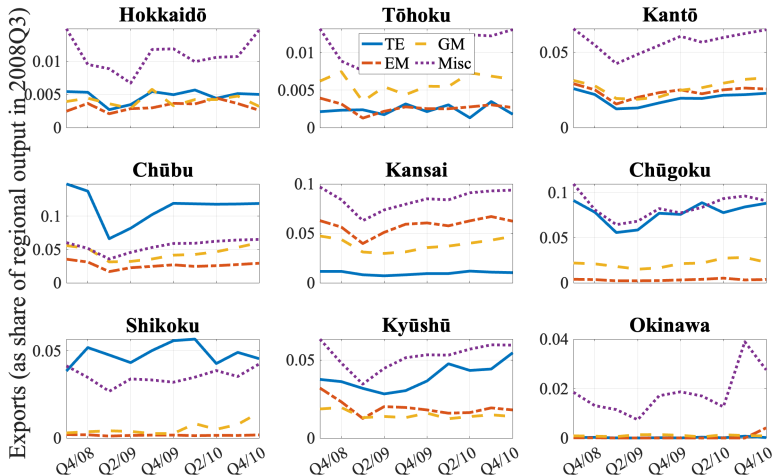 Exports (as share of regional output in 2008Q3)
Hokkaidō
0.01
0.005
0
Tōhoku
0.01
0.005
0
TE
EM
GM
Misc
Kantō
0.05
0
Chūbu
0.1
0.05
0
Kansai
0.1
0.05
0
Chūgoku
0.1
0.05
0
Shikoku
0.05
0
Q4/08
Q2/09
Q4/09
Q2/10
Q4/10
Kyūshū
0.05
0
Q4/08
Q2/09
Q4/09
Q2/10
Q4/10
Okinawa
0.04
0.02
0
Q4/08
Q2/09
Q4/09
Q2/10
Q4/10